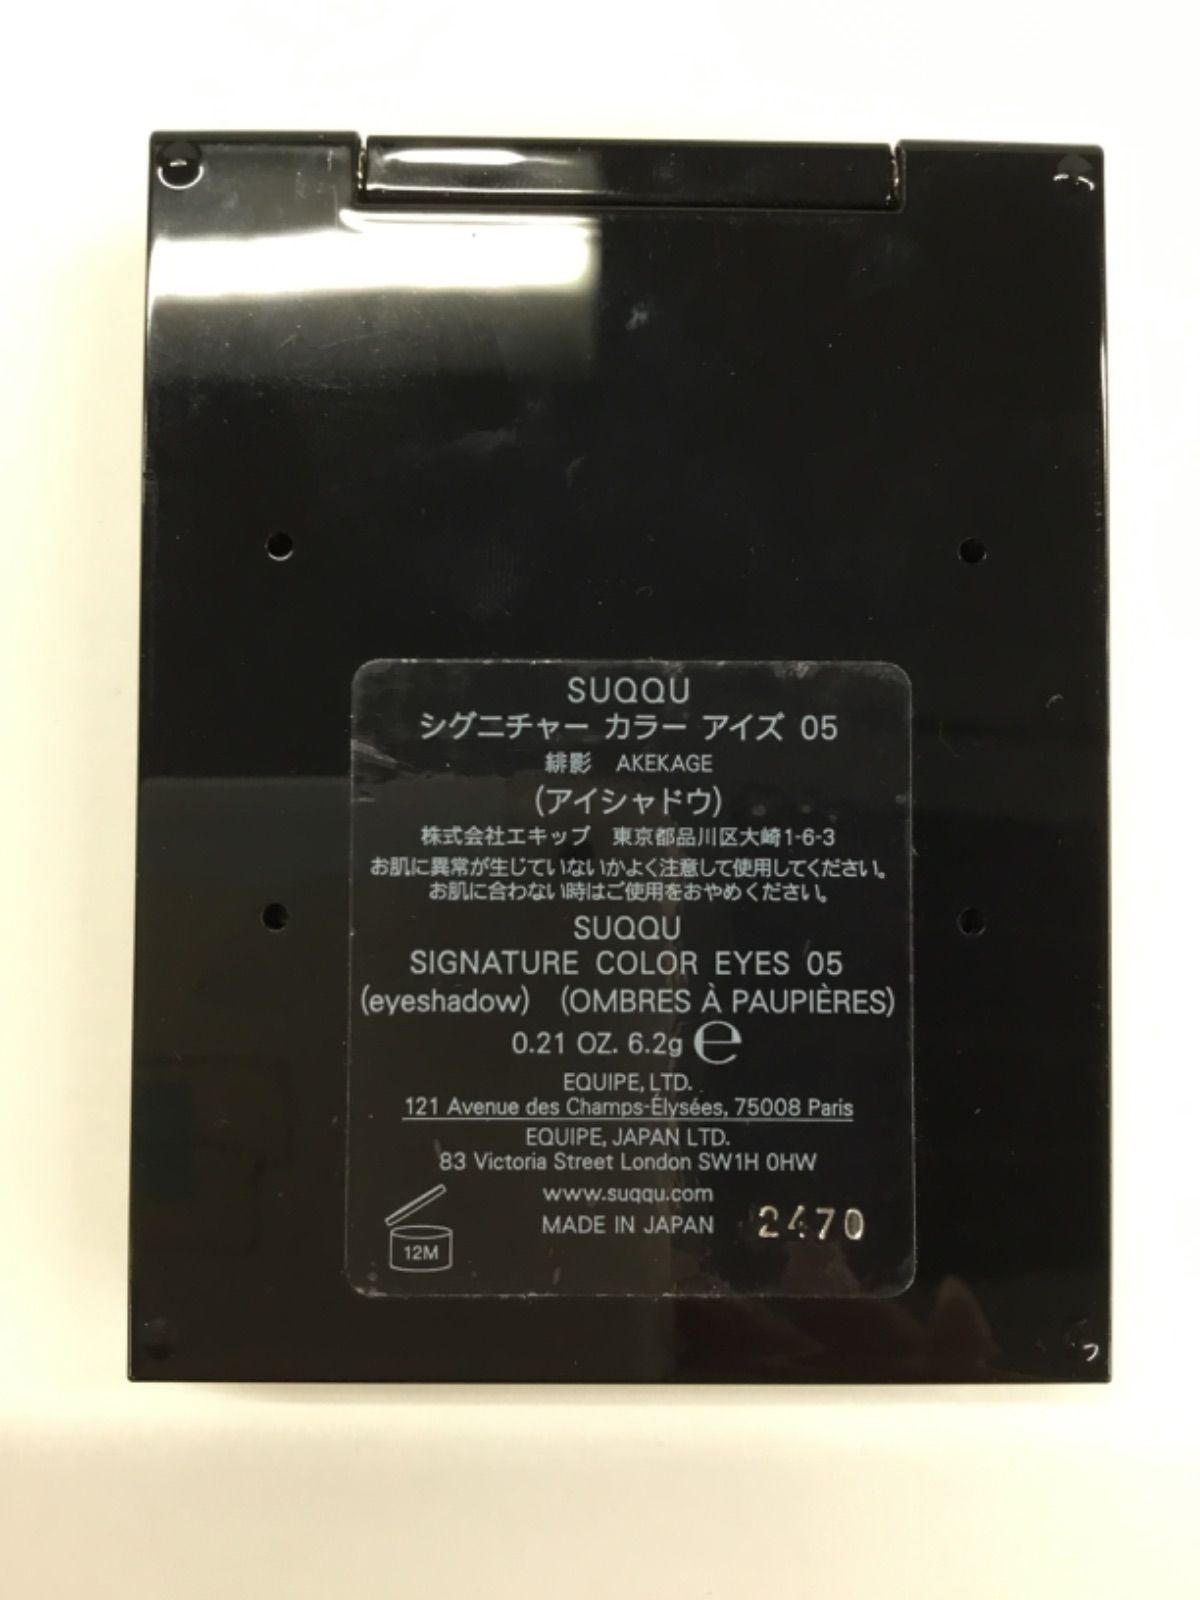 SUQQU
シグニチャー カラー アイズ 05
緋影 AKEKAGE
(アイシャドウ)
株式会社エキップ 東京都品川区大崎1-6-3
お肌に異常が生じていないかよく注意して使用してください。
お肌に合わない時はご使用をおやめください。
SUQQU
SIGNATURE COLOR EYES 05
(eyeshadow) (OMBRES À PAUPIÈRES)
0.21 OZ. 6.2g ℮
EQUIPE, LTD.
121 Avenue des Champs-Élysées, 75008 Paris
EQUIPE, JAPAN LTD.
83 Victoria Street London SW1H 0HW
www.suqqu.com
MADE IN JAPAN 2470
12M